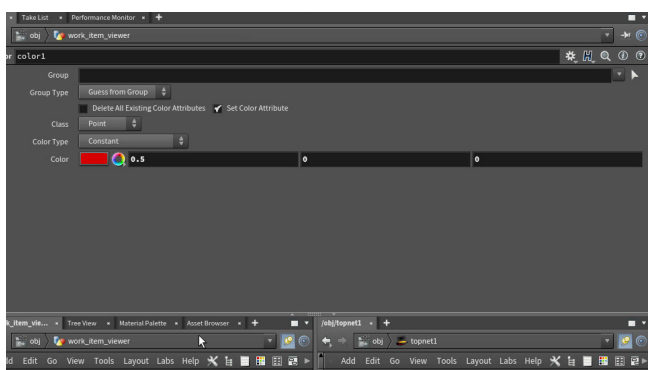 Take List Performance Monitor
obj work_item_viewer
or color1
Group
Group Type Guess from Group
Delete All Existing Color Attributes Set Color Attribute
Class Point
Color Type Constant
Color 0.5 0 0
k_item_vie... Tree View Material Palette Asset Browser /obj/topnet1
obj work_item_viewer obj topnet1
dd Edit Go View Tools Layout Labs Help Add Edit Go View Tools Layout Labs Help